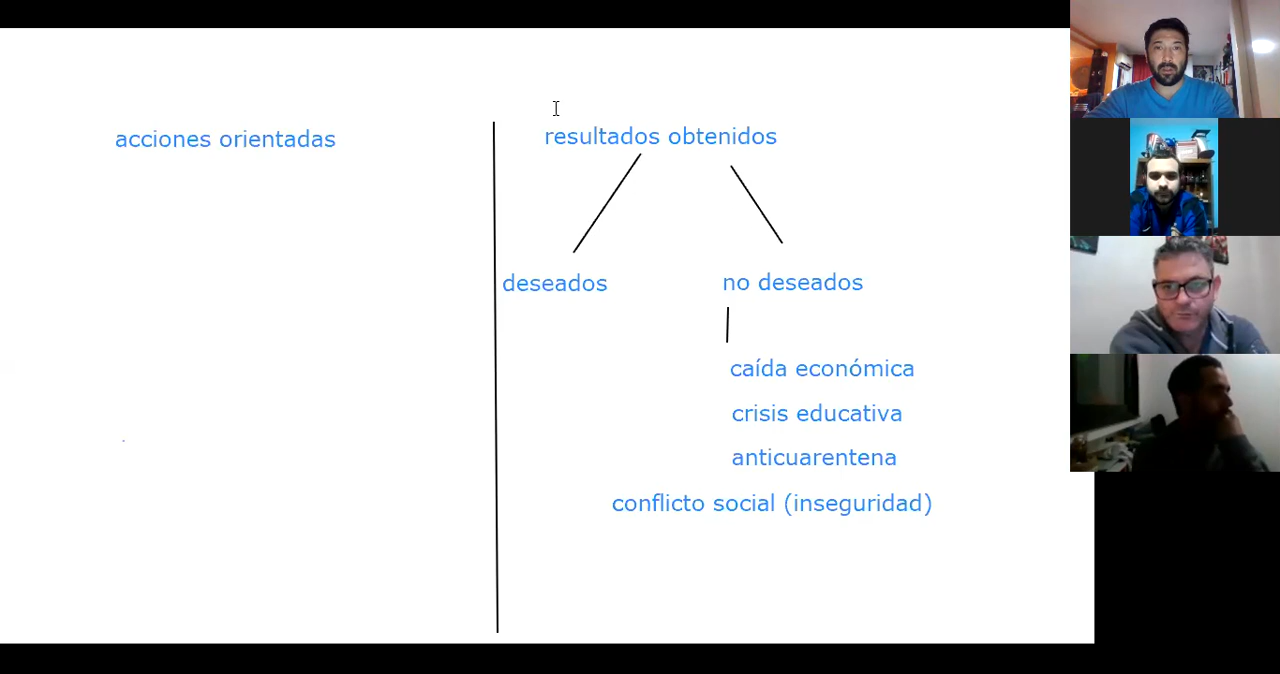 acciones orientadas
resultados obtenidos
deseados
no deseados
caída económica
crisis educativa
anticuarentena
conflicto social (inseguridad)